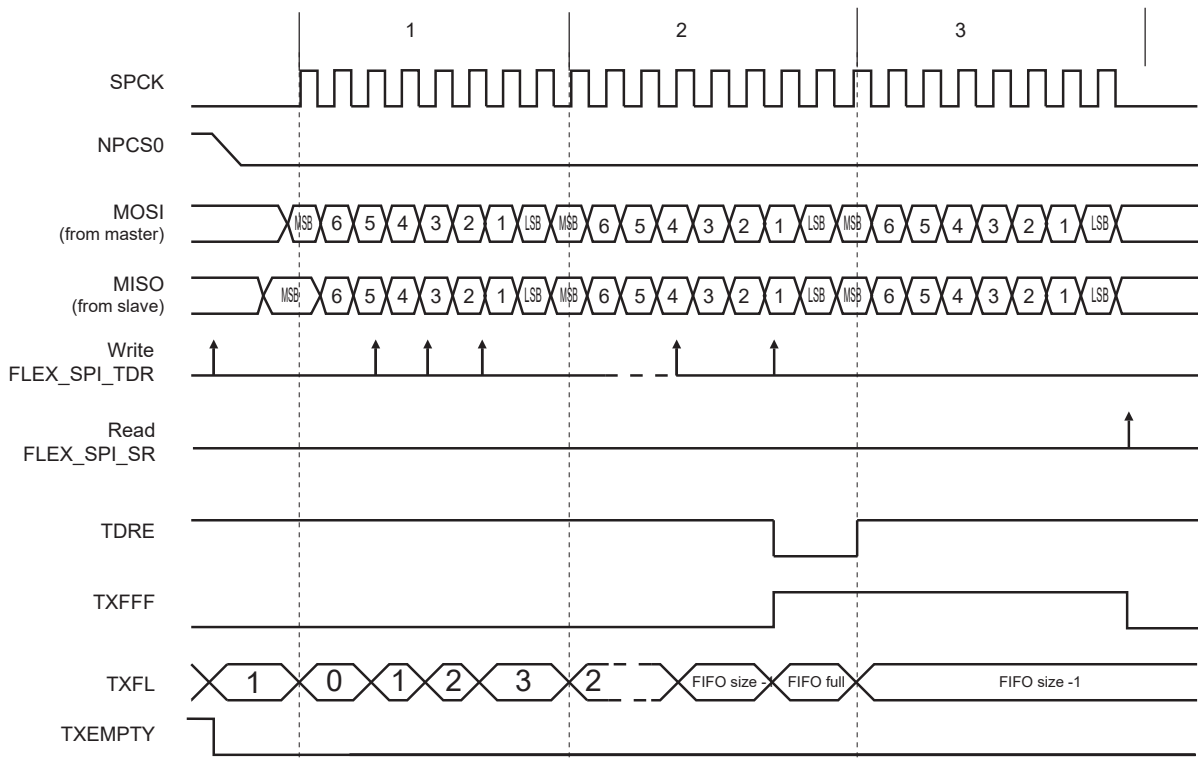 1 2 3
SPCK
NPCS0
MOSI
(from master)
MSB 6 5 4 3 2 1 LSB MSB 6 5 4 3 2 1 LSB MSB 6 5 4 3 2 1 LSB
MISO
(from slave)
MSB 6 5 4 3 2 1 LSB MSB 6 5 4 3 2 1 LSB MSB 6 5 4 3 2 1 LSB
Write
FLEX_SPI_TDR
Read
FLEX_SPI_SR
TDRE
TXFFF
TXFL 1 0 1 2 3 2 FIFO size -1 FIFO full FIFO size -1
TXEMPTY